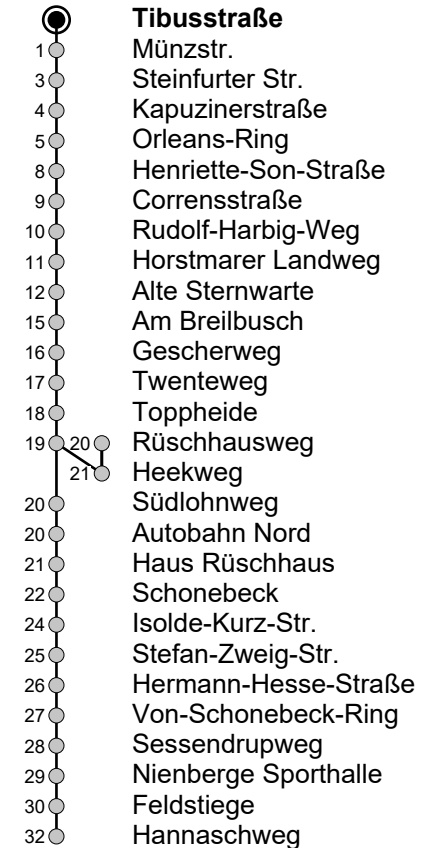 Tibusstraße
1 Münzstr.
3 Steinfurter Str.
4 Kapuzinerstraße
5 Orleans-Ring
8 Henriette-Son-Straße
9 Corrensstraße
10 Rudolf-Harbig-Weg
11 Horstmarer Landweg
12 Alte Sternwarte
15 Am Breilbusch
16 Gescherweg
17 Twenteweg
18 Toppheide
19 20 Rüschhausweg
21 Heekweg
20 Südlohnweg
20 Autobahn Nord
21 Haus Rüschhaus
22 Schonebeck
24 Isolde-Kurz-Str.
25 Stefan-Zweig-Str.
26 Hermann-Hesse-Straße
27 Von-Schonebeck-Ring
28 Sessendrupweg
29 Nienberge Sporthalle
30 Feldstiege
32 Hannaschweg